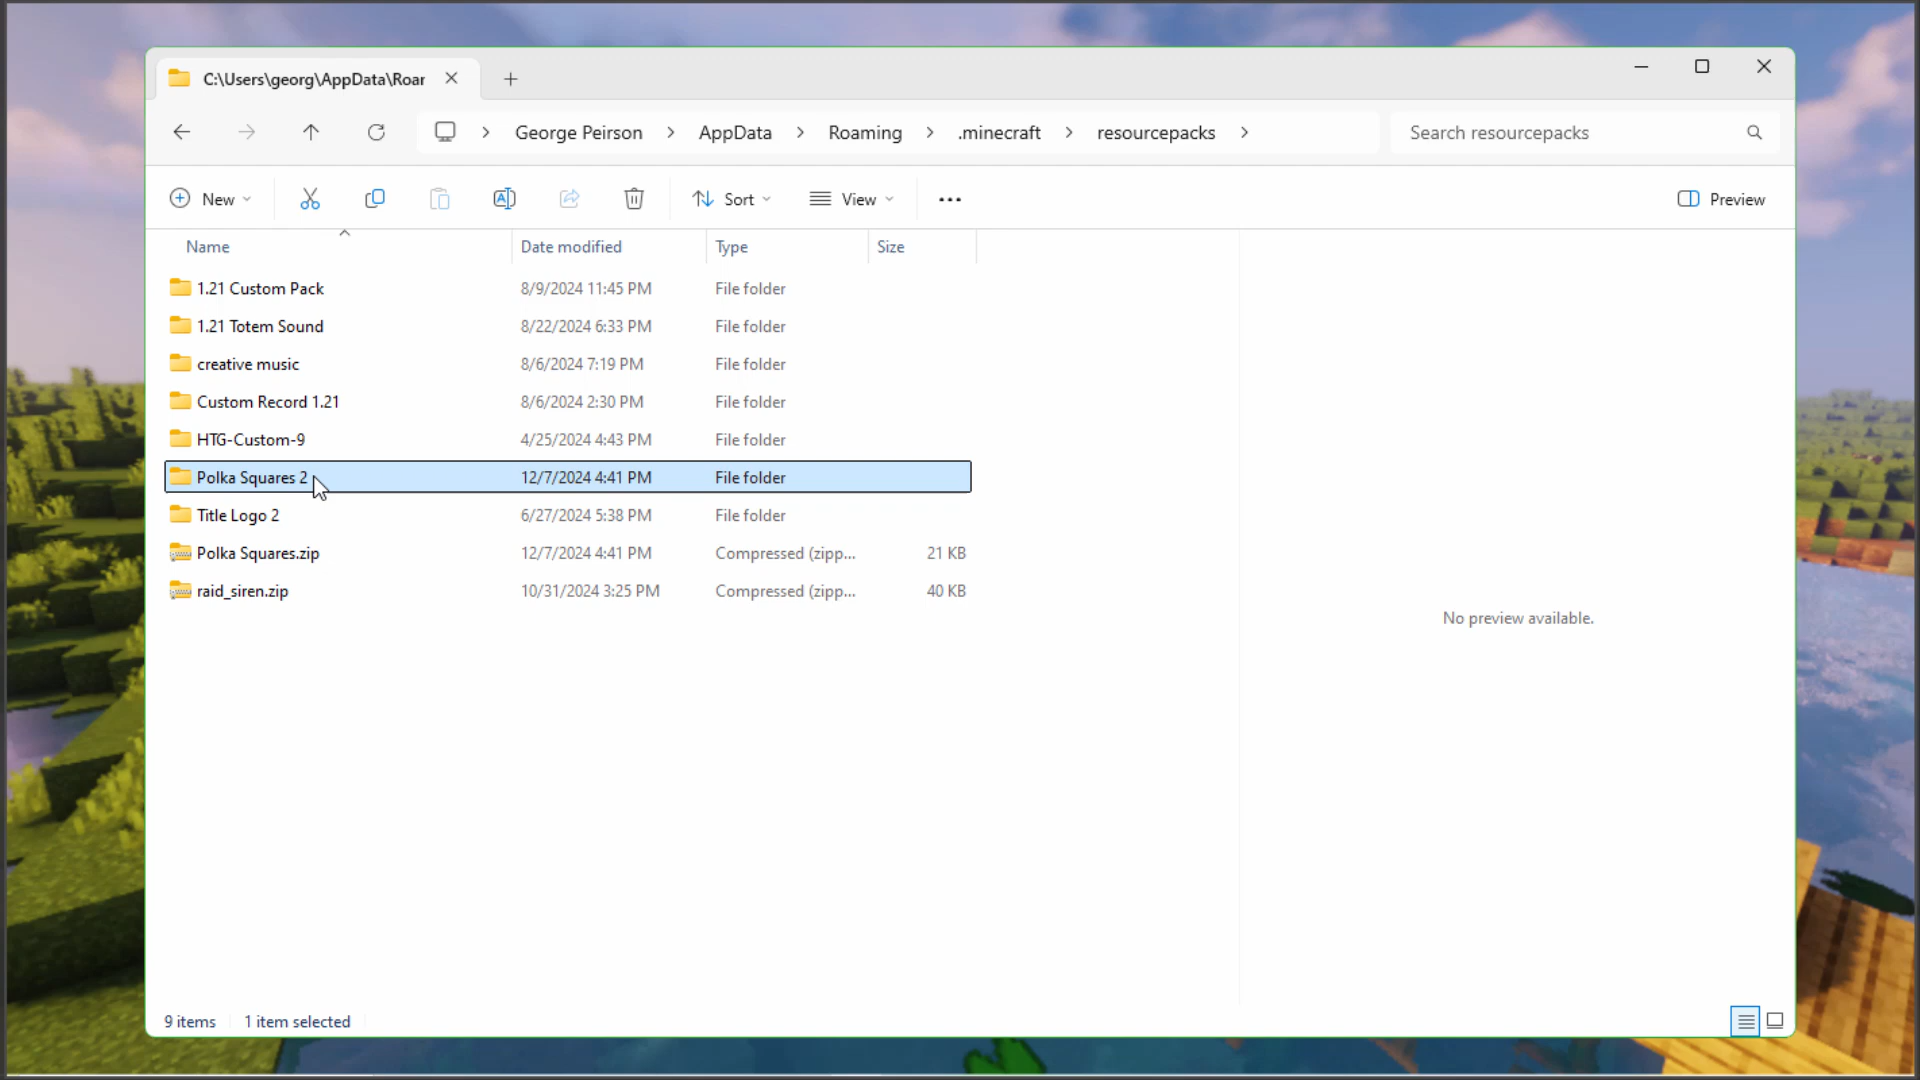 C:\Users\georg\AppData\Roar
George Peirson > AppData > Roaming > .minecraft > resourcepacks >
Search resourcepacks
New
Sort
View
Preview
Name Date modified Type Size
1.21 Custom Pack 8/9/2024 11:45 PM File folder
1.21 Totem Sound 8/22/2024 6:33 PM File folder
creative music 8/6/2024 7:19 PM File folder
Custom Record 1.21 8/6/2024 2:30 PM File folder
HTG-Custom-9 4/25/2024 4:43 PM File folder
Polka Squares 2 12/7/2024 4:41 PM File folder
Title Logo 2 6/27/2024 5:38 PM File folder
Polka Squares.zip 12/7/2024 4:41 PM Compressed (zipp... 21 KB
raid_siren.zip 10/31/2024 3:25 PM Compressed (zipp... 40 KB
No preview available.
9 items 1 item selected